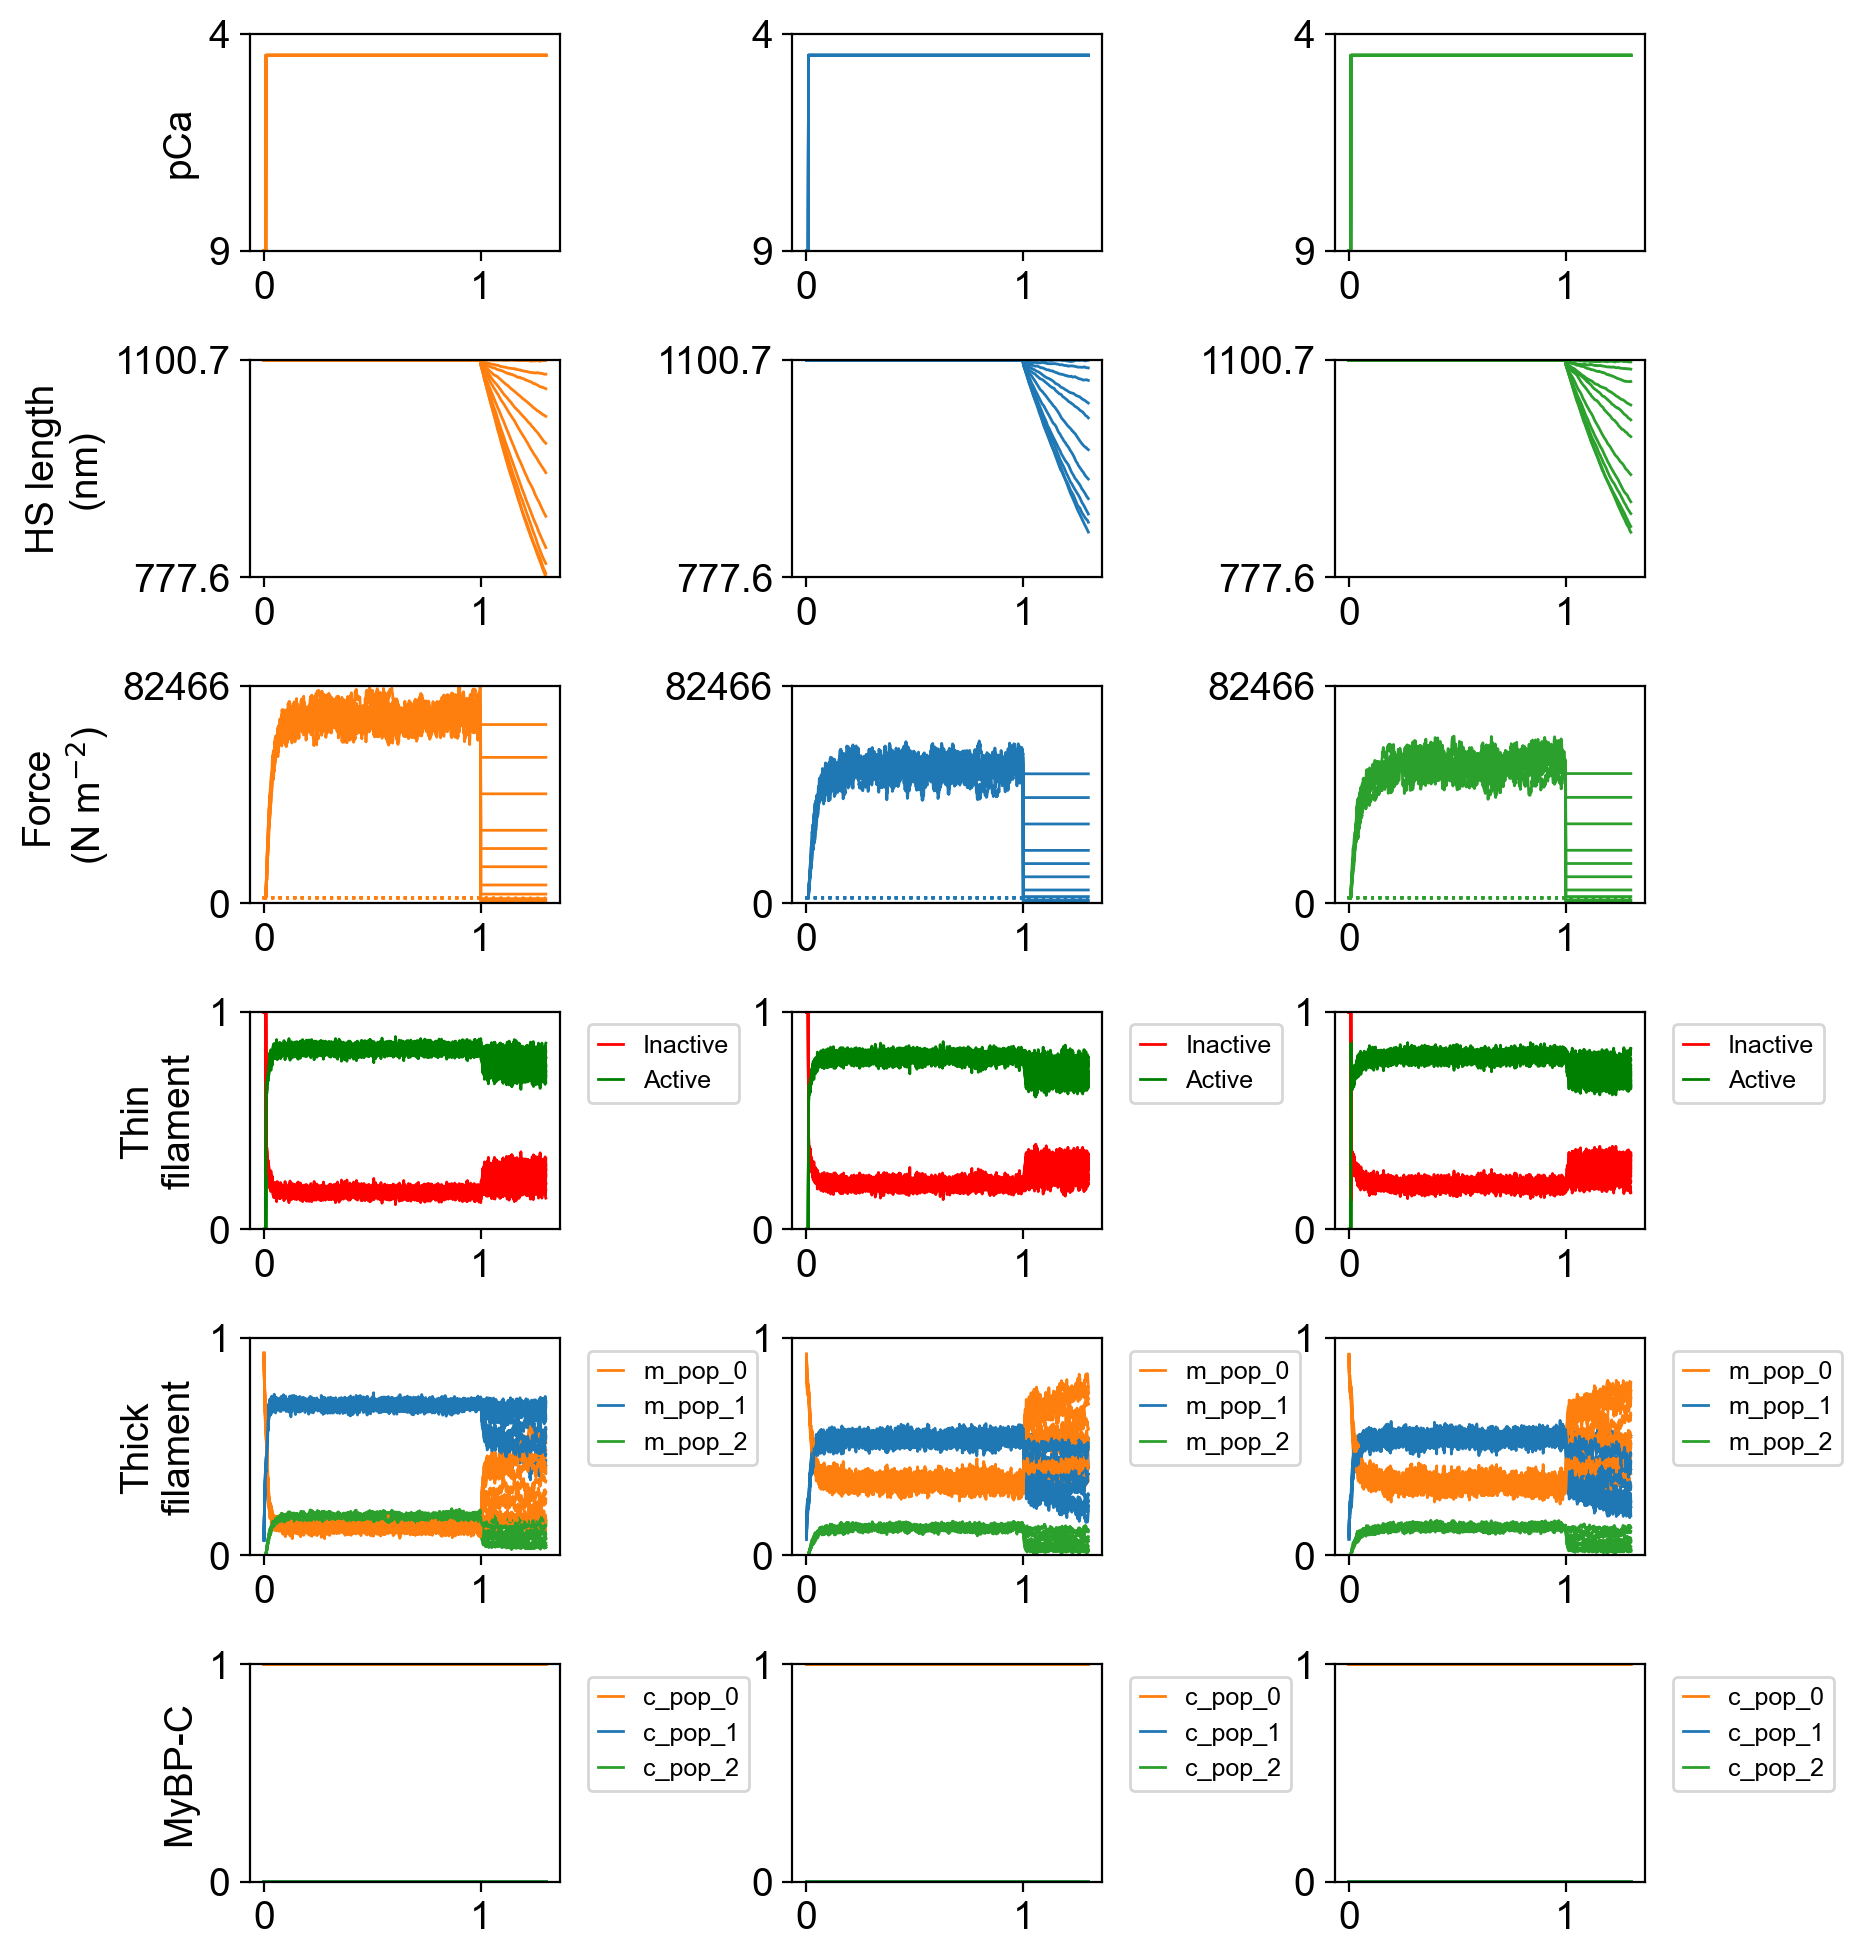 4
4
4
pCa
9
9
9
0 1
0 1
0 1
1100.7
1100.7
1100.7
HS length
(nm)
777.6
777.6
777.6
0 1
0 1
0 1
82466
82466
82466
Force
(N m⁻²)
0
0
0
0 1
0 1
0 1
1
1
1
Thin
filament
Inactive
Active
Inactive
Active
Inactive
Active
0
0
0
0 1
0 1
0 1
1
1
1
Thick
filament
m_pop_0
m_pop_1
m_pop_2
m_pop_0
m_pop_1
m_pop_2
m_pop_0
m_pop_1
m_pop_2
0
0
0
0 1
0 1
0 1
1
1
1
MyBP-C
c_pop_0
c_pop_1
c_pop_2
c_pop_0
c_pop_1
c_pop_2
c_pop_0
c_pop_1
c_pop_2
0
0
0
0 1
0 1
0 1